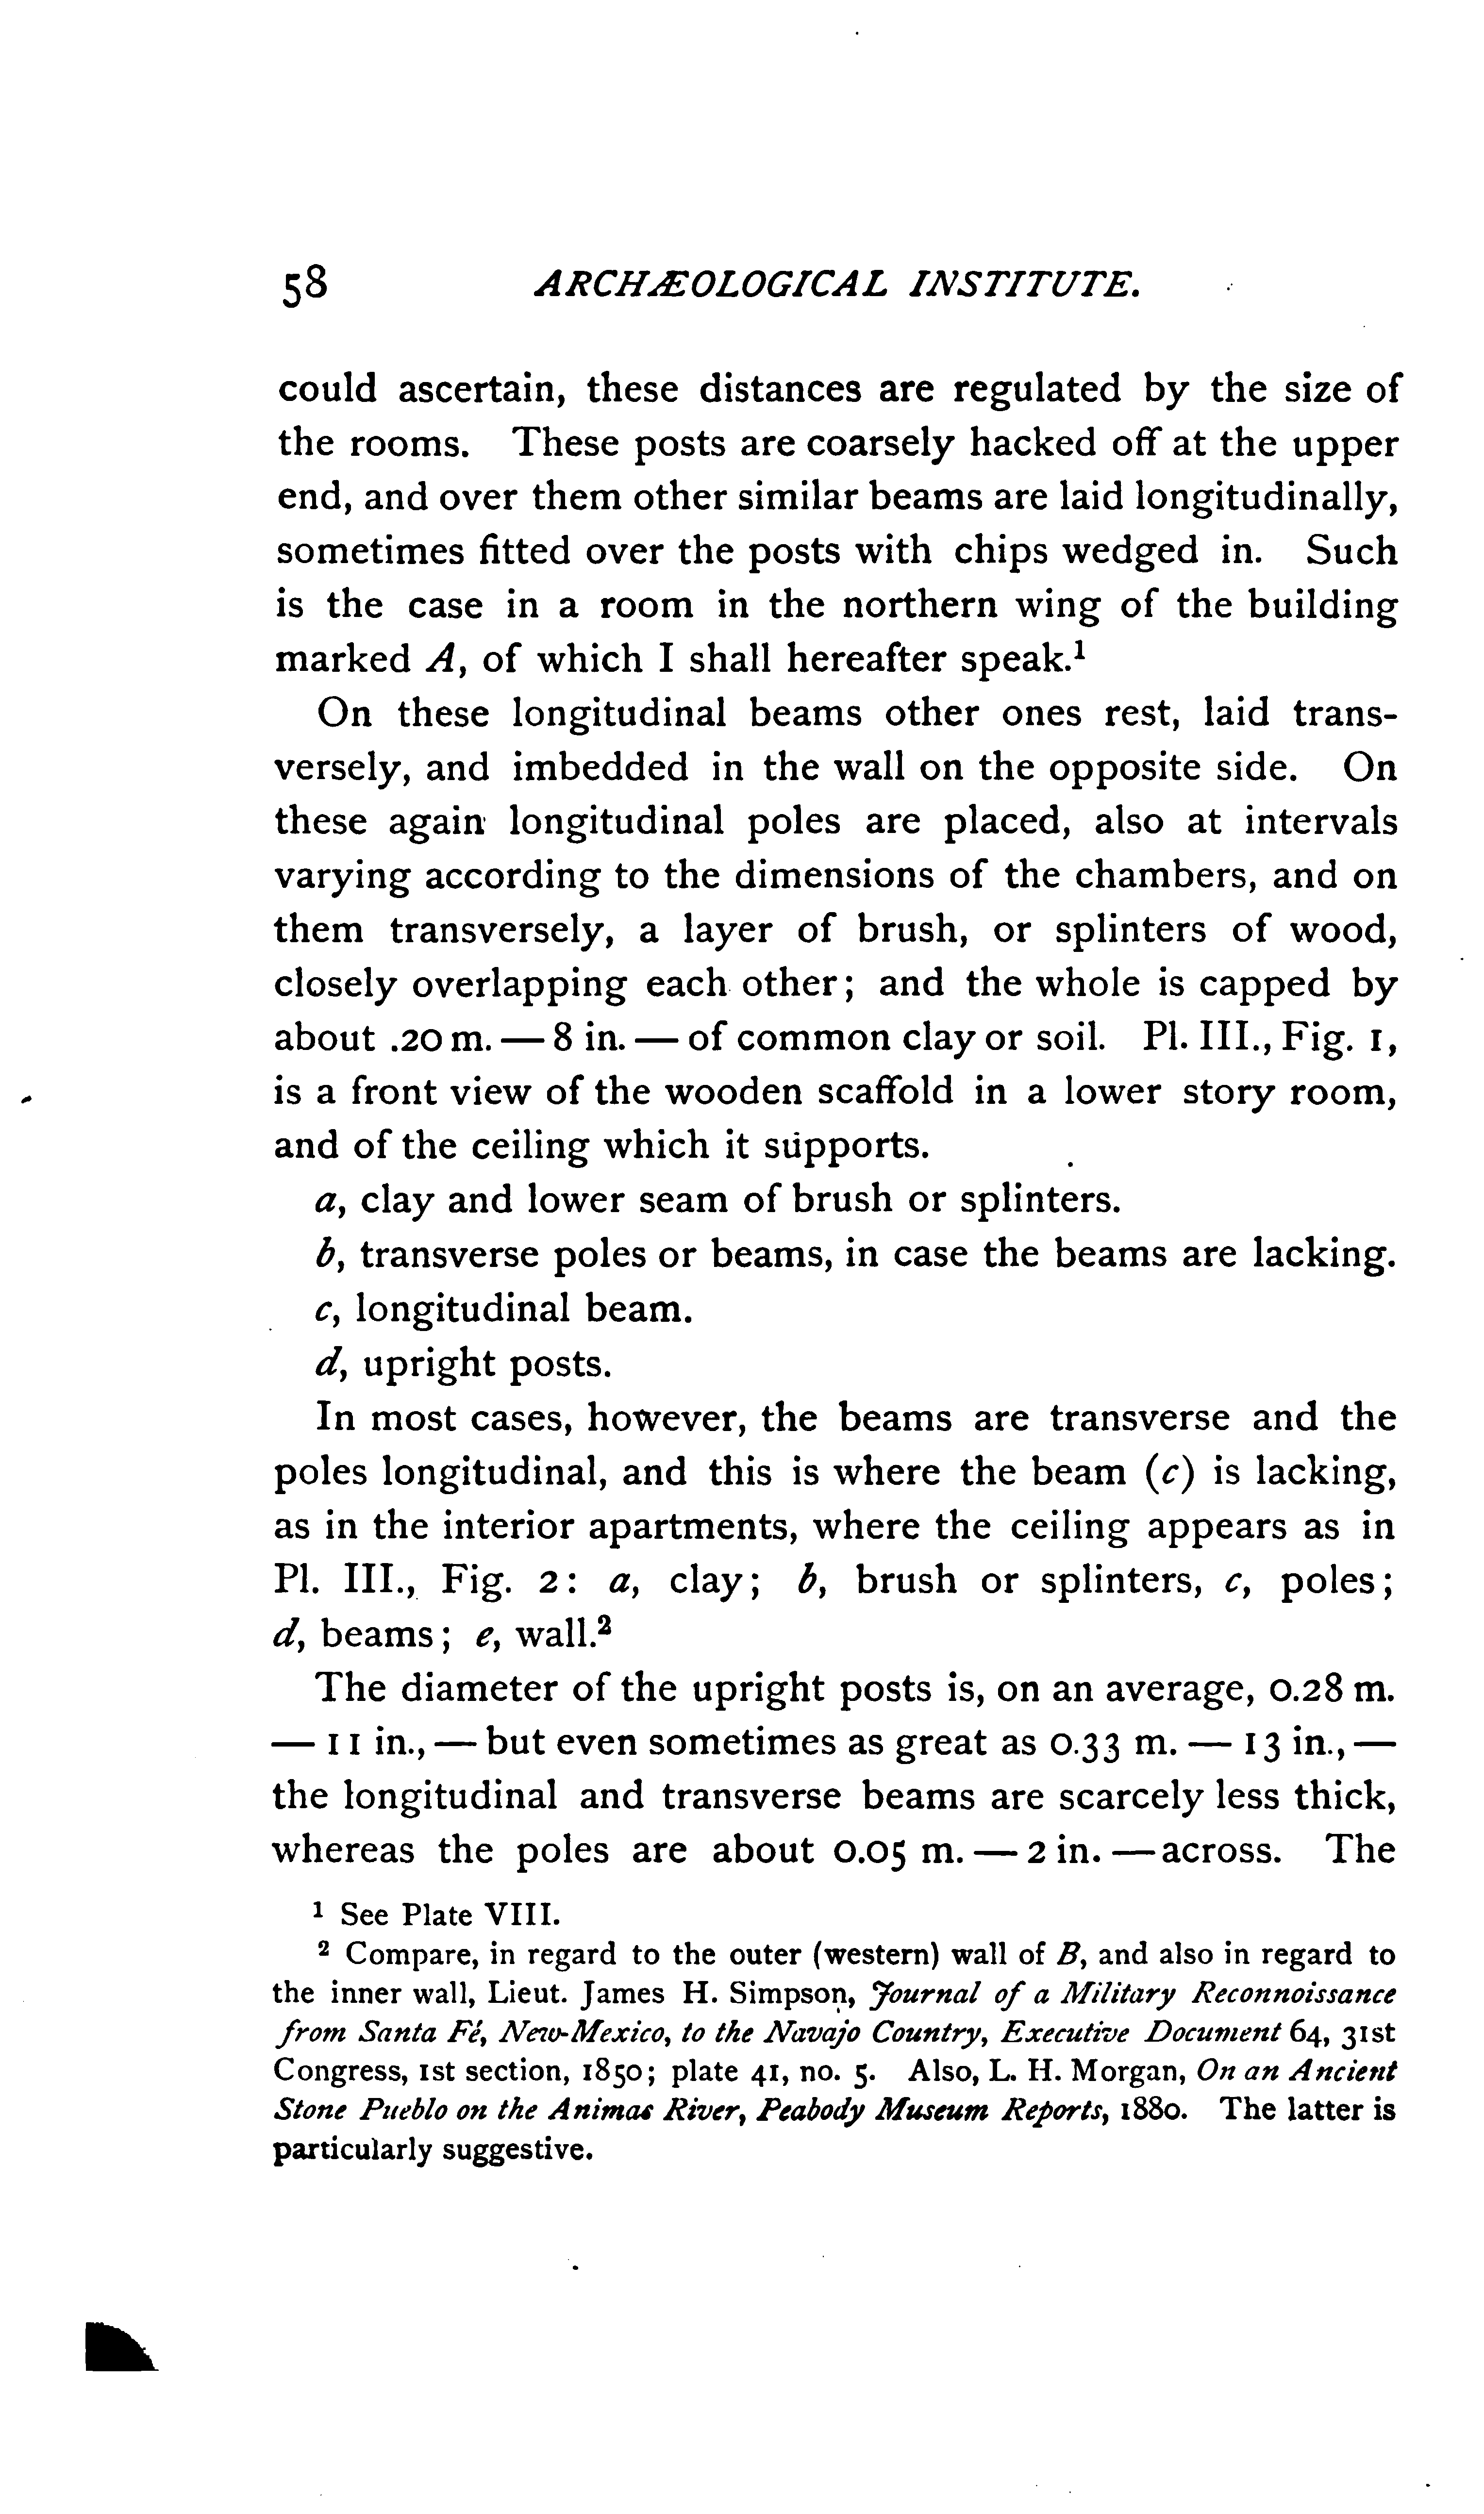 58 ARCHÆOLOGICAL INSTITUTE.
could ascertain, these distances are regulated by the size of
the rooms. These posts are coarsely hacked off at the upper
end, and over them other similar beams are laid longitudinally,
sometimes fitted over the posts with chips wedged in. Such
is the case in a room in the northern wing of the building
marked A, of which I shall hereafter speak.¹
On these longitudinal beams other ones rest, laid trans-
versely, and imbedded in the wall on the opposite side. On
these again longitudinal poles are placed, also at intervals
varying according to the dimensions of the chambers, and on
them transversely, a layer of brush, or splinters of wood,
closely overlapping each other; and the whole is capped by
about .20 m. — 8 in. — of common clay or soil. Pl. III., Fig. 1,
is a front view of the wooden scaffold in a lower story room,
and of the ceiling which it supports.
a, clay and lower seam of brush or splinters.
b, transverse poles or beams, in case the beams are lacking.
c, longitudinal beam.
d, upright posts.
In most cases, however, the beams are transverse and the
poles longitudinal, and this is where the beam (c) is lacking,
as in the interior apartments, where the ceiling appears as in
Pl. III., Fig. 2: a, clay; b, brush or splinters, c, poles;
d, beams; e, wall.²
The diameter of the upright posts is, on an average, 0.28 m.
— 11 in., — but even sometimes as great as 0.33 m. — 13 in., —
the longitudinal and transverse beams are scarcely less thick,
whereas the poles are about 0.05 m. — 2 in. — across. The
¹ See Plate VIII.
² Compare, in regard to the outer (western) wall of B, and also in regard to
the inner wall, Lieut. James H. Simpson, Journal of a Military Reconnoissance
from Santa Fé, New-Mexico, to the Navajo Country, Executive Document 64, 31st
Congress, 1st section, 1850; plate 41, no. 5. Also, L. H. Morgan, On an Ancient
Stone Pueblo on the Animas River, Peabody Museum Reports, 1880. The latter is
particularly suggestive.